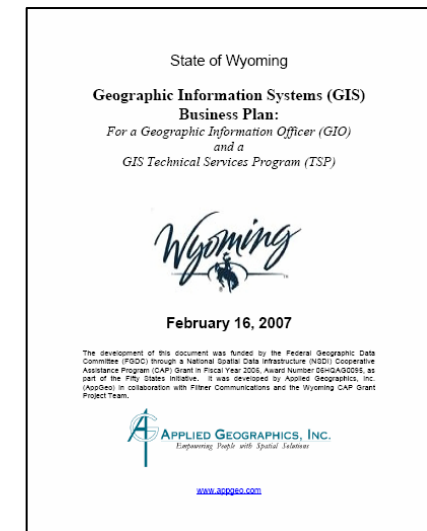 State of Wyoming
Geographic Information Systems (GIS)
Business Plan:
For a Geographic Information Officer (GIO)
and a
GIS Technical Services Program (TSP)
Wyoming
February 16, 2007
The development of this document was funded by the Federal Geographic Data
Committee (FGDC) through a National Spatial Data Infrastructure (NSDI) Cooperative
Assistance Program (CAP) Grant in Fiscal Year 2006, Award Number 06HQAG0095, as
part of the Fifty States Initiative. It was developed by Applied Geographics, Inc.
(AppGeo) in collaboration with Flitner Communications and the Wyoming CAP Grant
Project Team.
AG
APPLIED GEOGRAPHICS, INC.
Empowering People with Spatial Solutions
www.appgeo.com